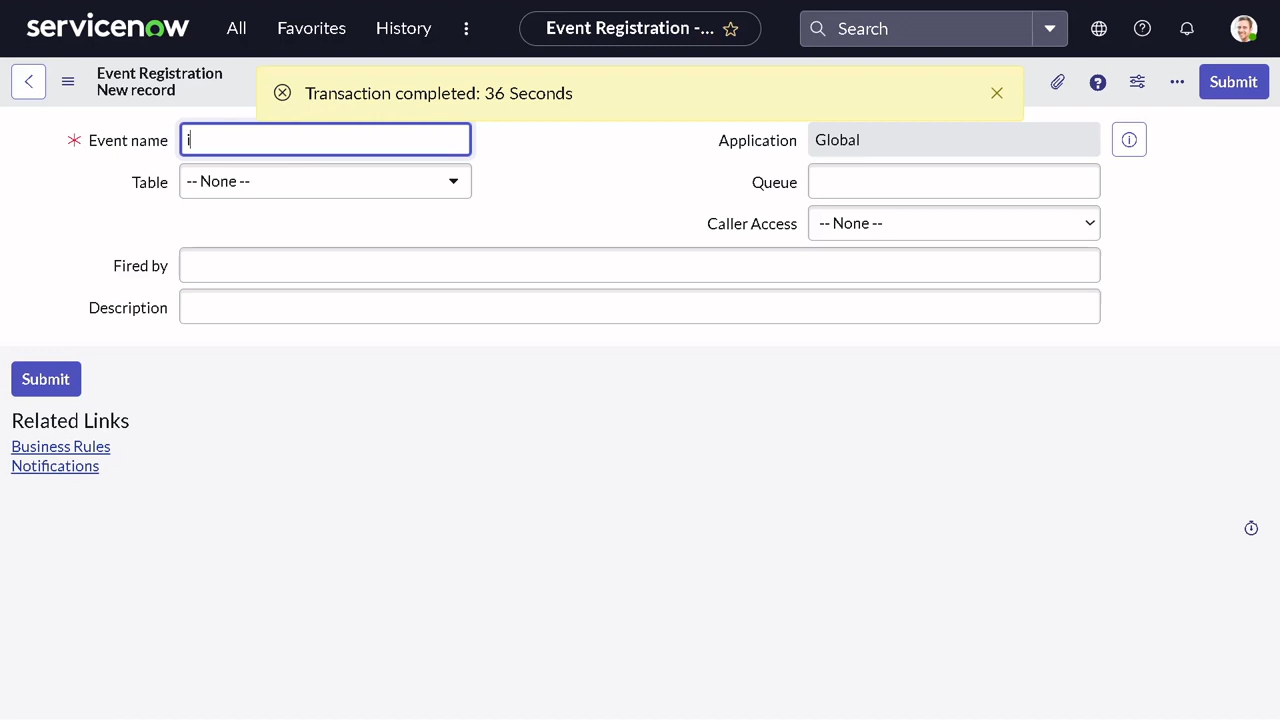 servicenow
All
Favorites
History
Event Registration -...
Search
Event Registration
New record
Transaction completed: 36 Seconds
Submit
Event name
i
Application
Global
Table
-- None --
Queue
Caller Access
-- None --
Fired by
Description
Submit
Related Links
Business Rules
Notifications